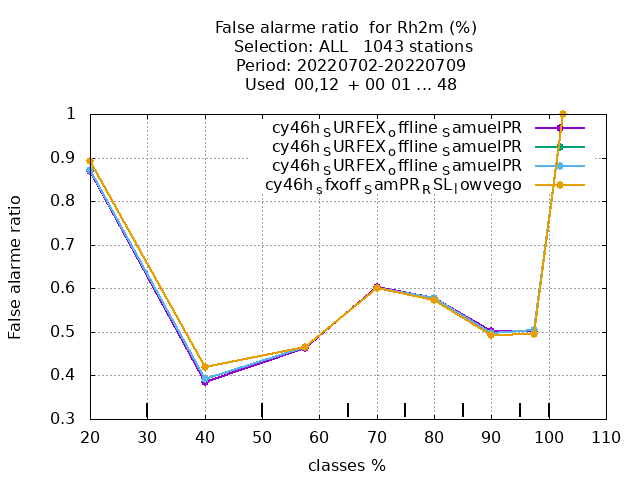 False alarme ratio  for Rh2m (%)
Selection: ALL   1043 stations
Period: 20220702-20220709
Used  00,12  + 00 01 ... 48
cy46h_SURFEX_offline_SamuelPR
cy46h_SURFEX_offline_SamuelPR
cy46h_SURFEX_offline_SamuelPR
cy46h_sfxoff_SamPR_RSL_lowvego
1
0.9
0.8
0.7
0.6
0.5
0.4
0.3
False alarme ratio
20 30 40 50 60 70 80 90 100 110
classes %